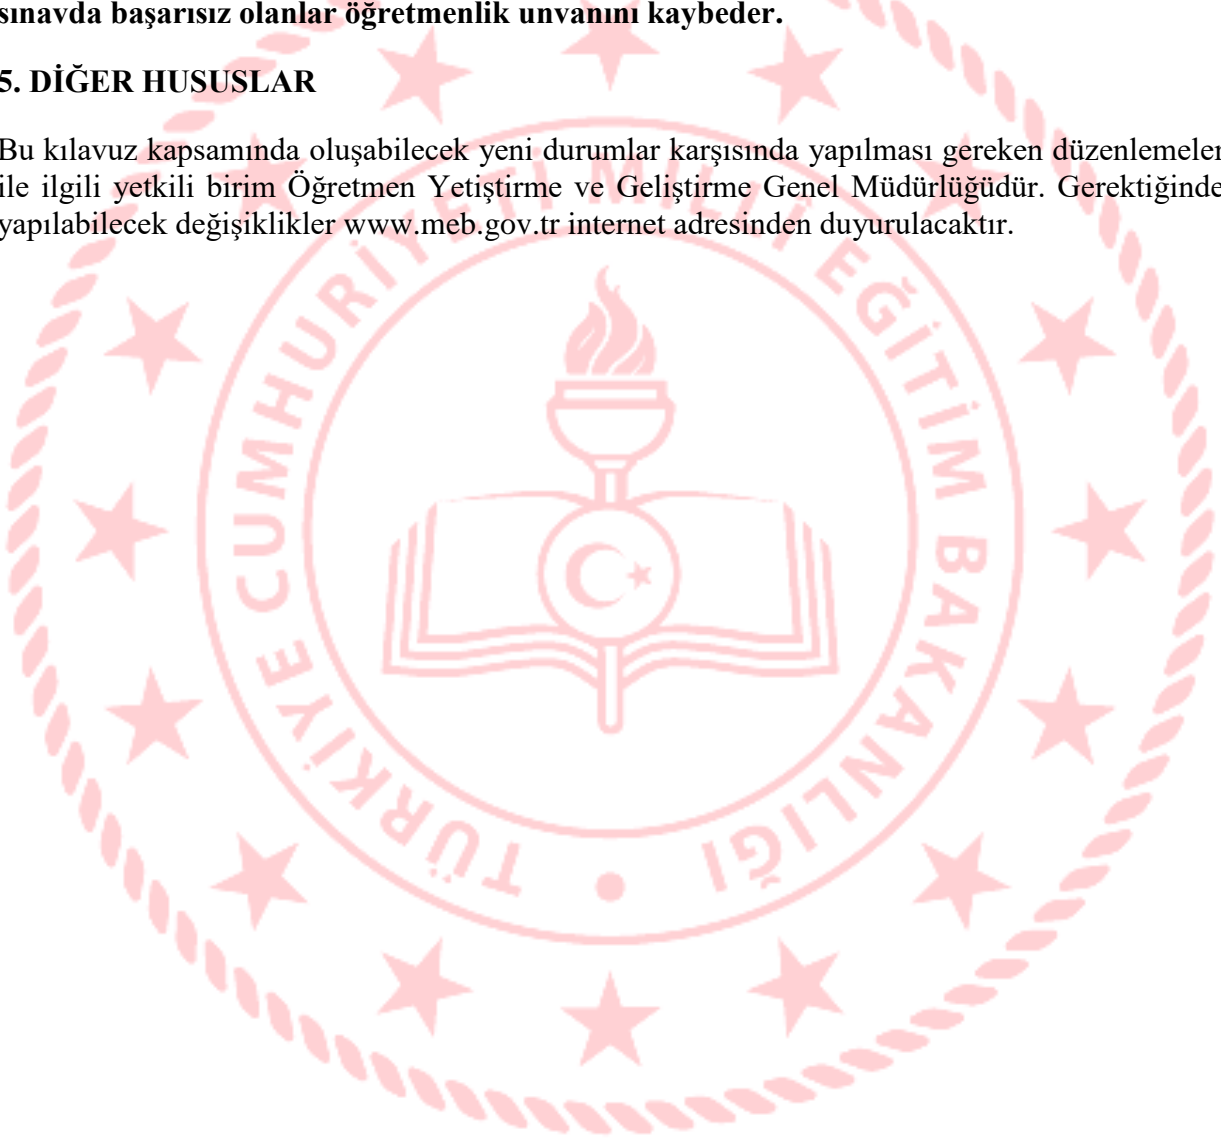 sınavda başarısız olanlar öğretmenlik unvanını kaybeder.
5. DİĞER HUSUSLAR
Bu kılavuz kapsamında oluşabilecek yeni durumlar karşısında yapılması gereken düzenlemeler
ile ilgili yetkili birim Öğretmen Yetiştirme ve Geliştirme Genel Müdürlüğüdür. Gerektiğinde
yapılabilecek değişiklikler www.meb.gov.tr internet adresinden duyurulacaktır.
TÜRKİYE CUMHURİYETİ MİLLÎ EĞİTİM BAKANLIĞI